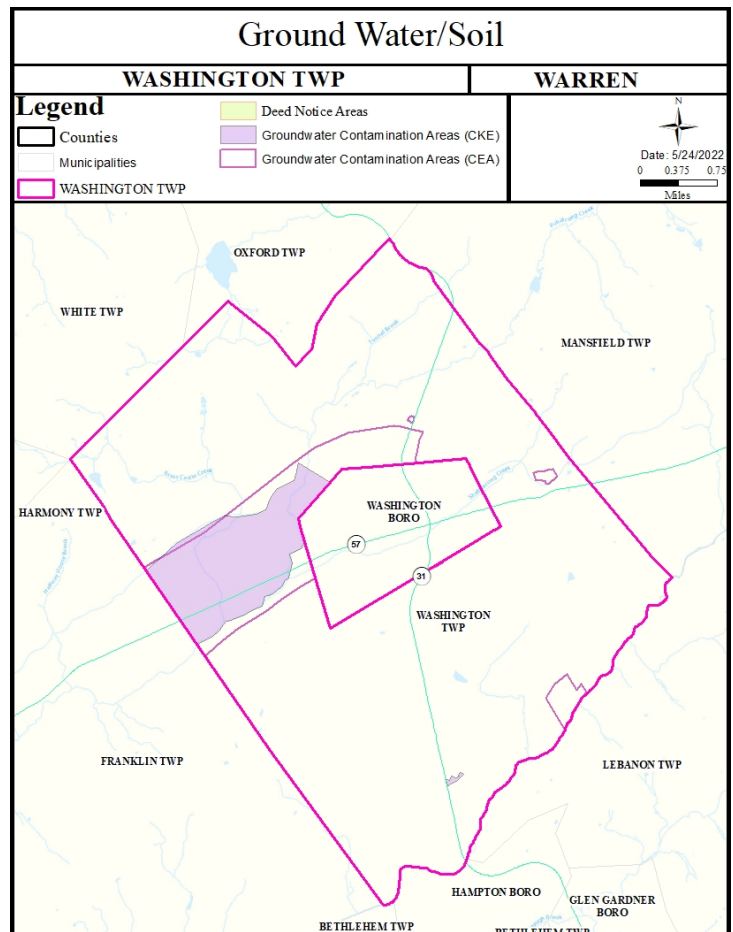 Ground Water/Soil
WASHINGTON TWP
WARREN
Legend
Counties
Municipalities
WASHINGTON TWP
Deed Notice Areas
Groundwater Contamination Areas (CKE)
Groundwater Contamination Areas (CEA)
N
Date: 5/24/2022
0 0.375 0.75
Miles
OXFORD TWP
WHITE TWP
MANSFIELD TWP
HARMONY TWP
WASHINGTON
BORO
57
31
WASHINGTON
TWP
FRANKLIN TWP
LEBANON TWP
HAMPTON BORO
GLEN GARDNER
BORO
BETHLEHEM TWP
BETHLEHEM TWP